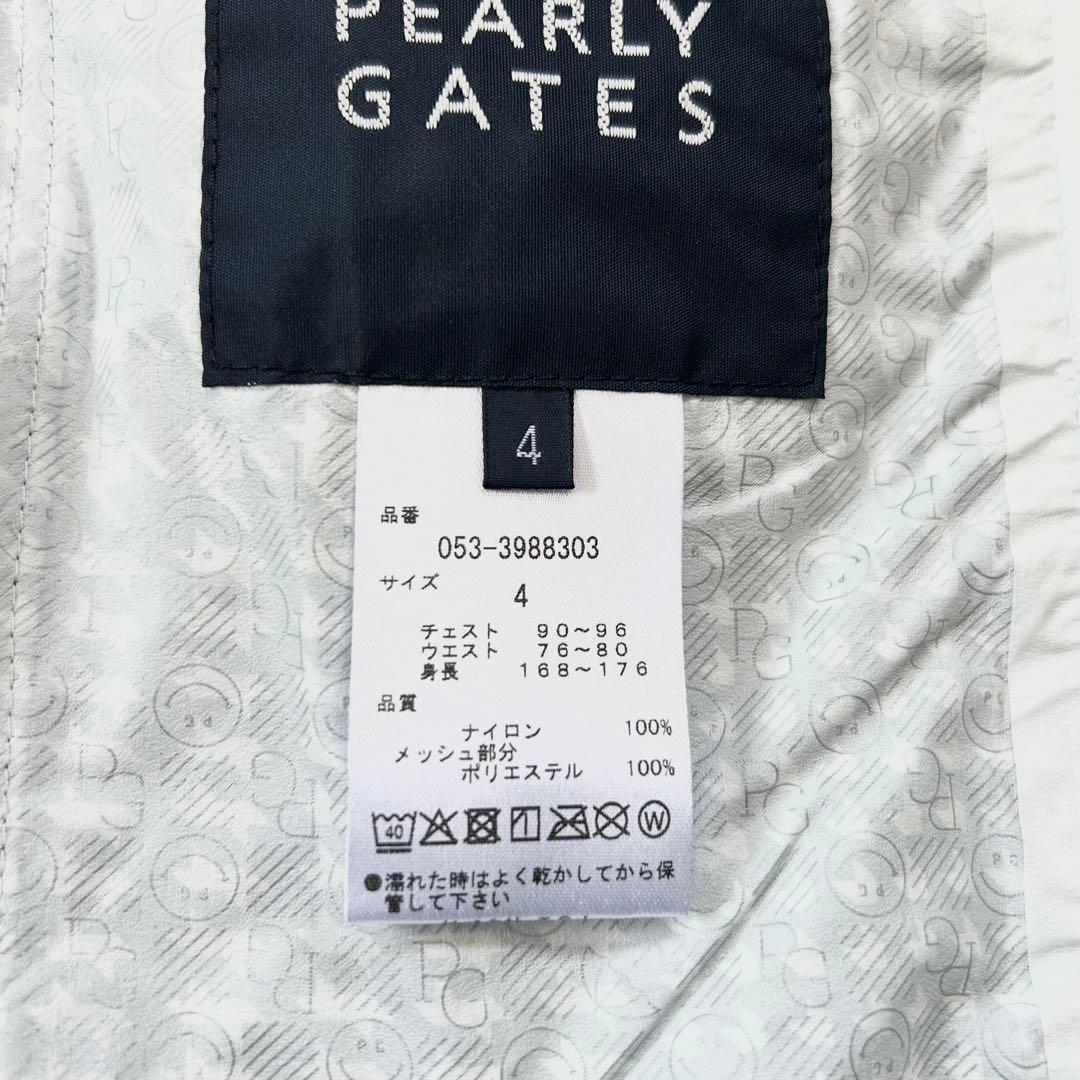 PEARLY
GATES
4
品番
053-3988303
サイズ
4
チェスト 90～96
ウエスト 76～80
身長 168～176
品質
ナイロン 100%
メッシュ部分
ポリエステル 100%
40 W
●濡れた時はよく乾かしてから保
管して下さい